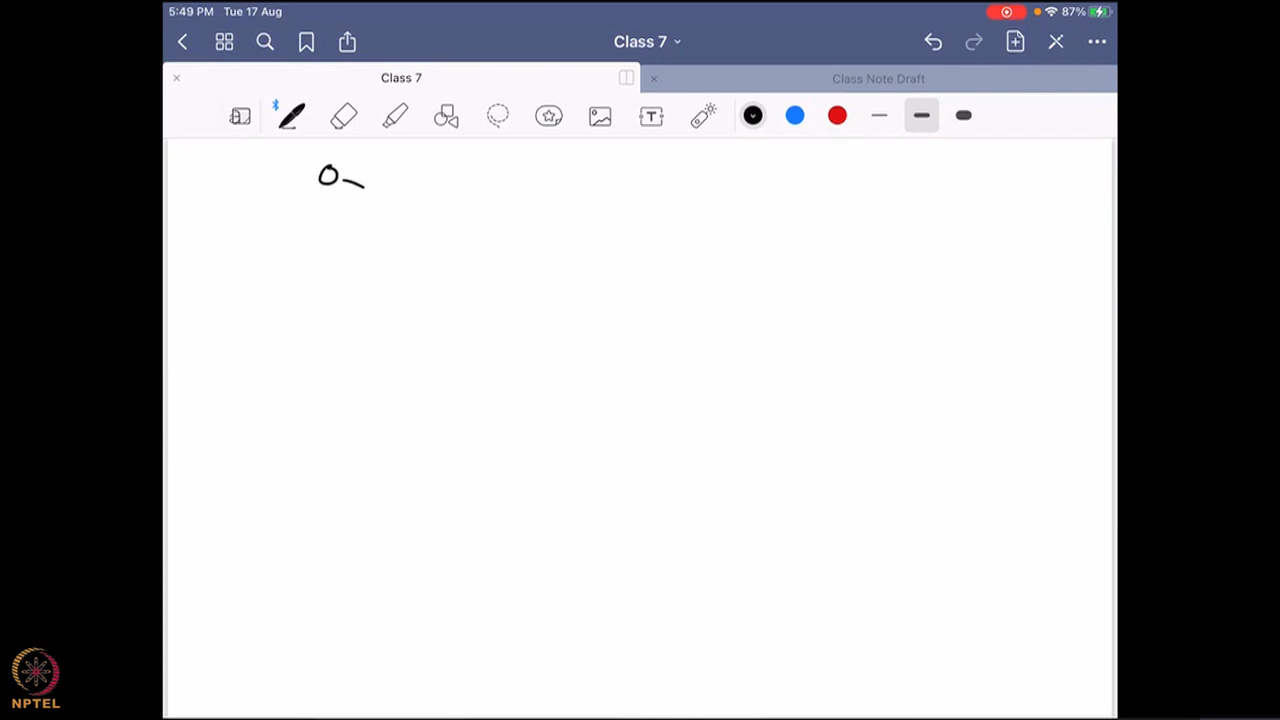 5:49 PM Tue 17 Aug 87%
Class 7
Class 7 Class Note Draft
T
O
NPTEL